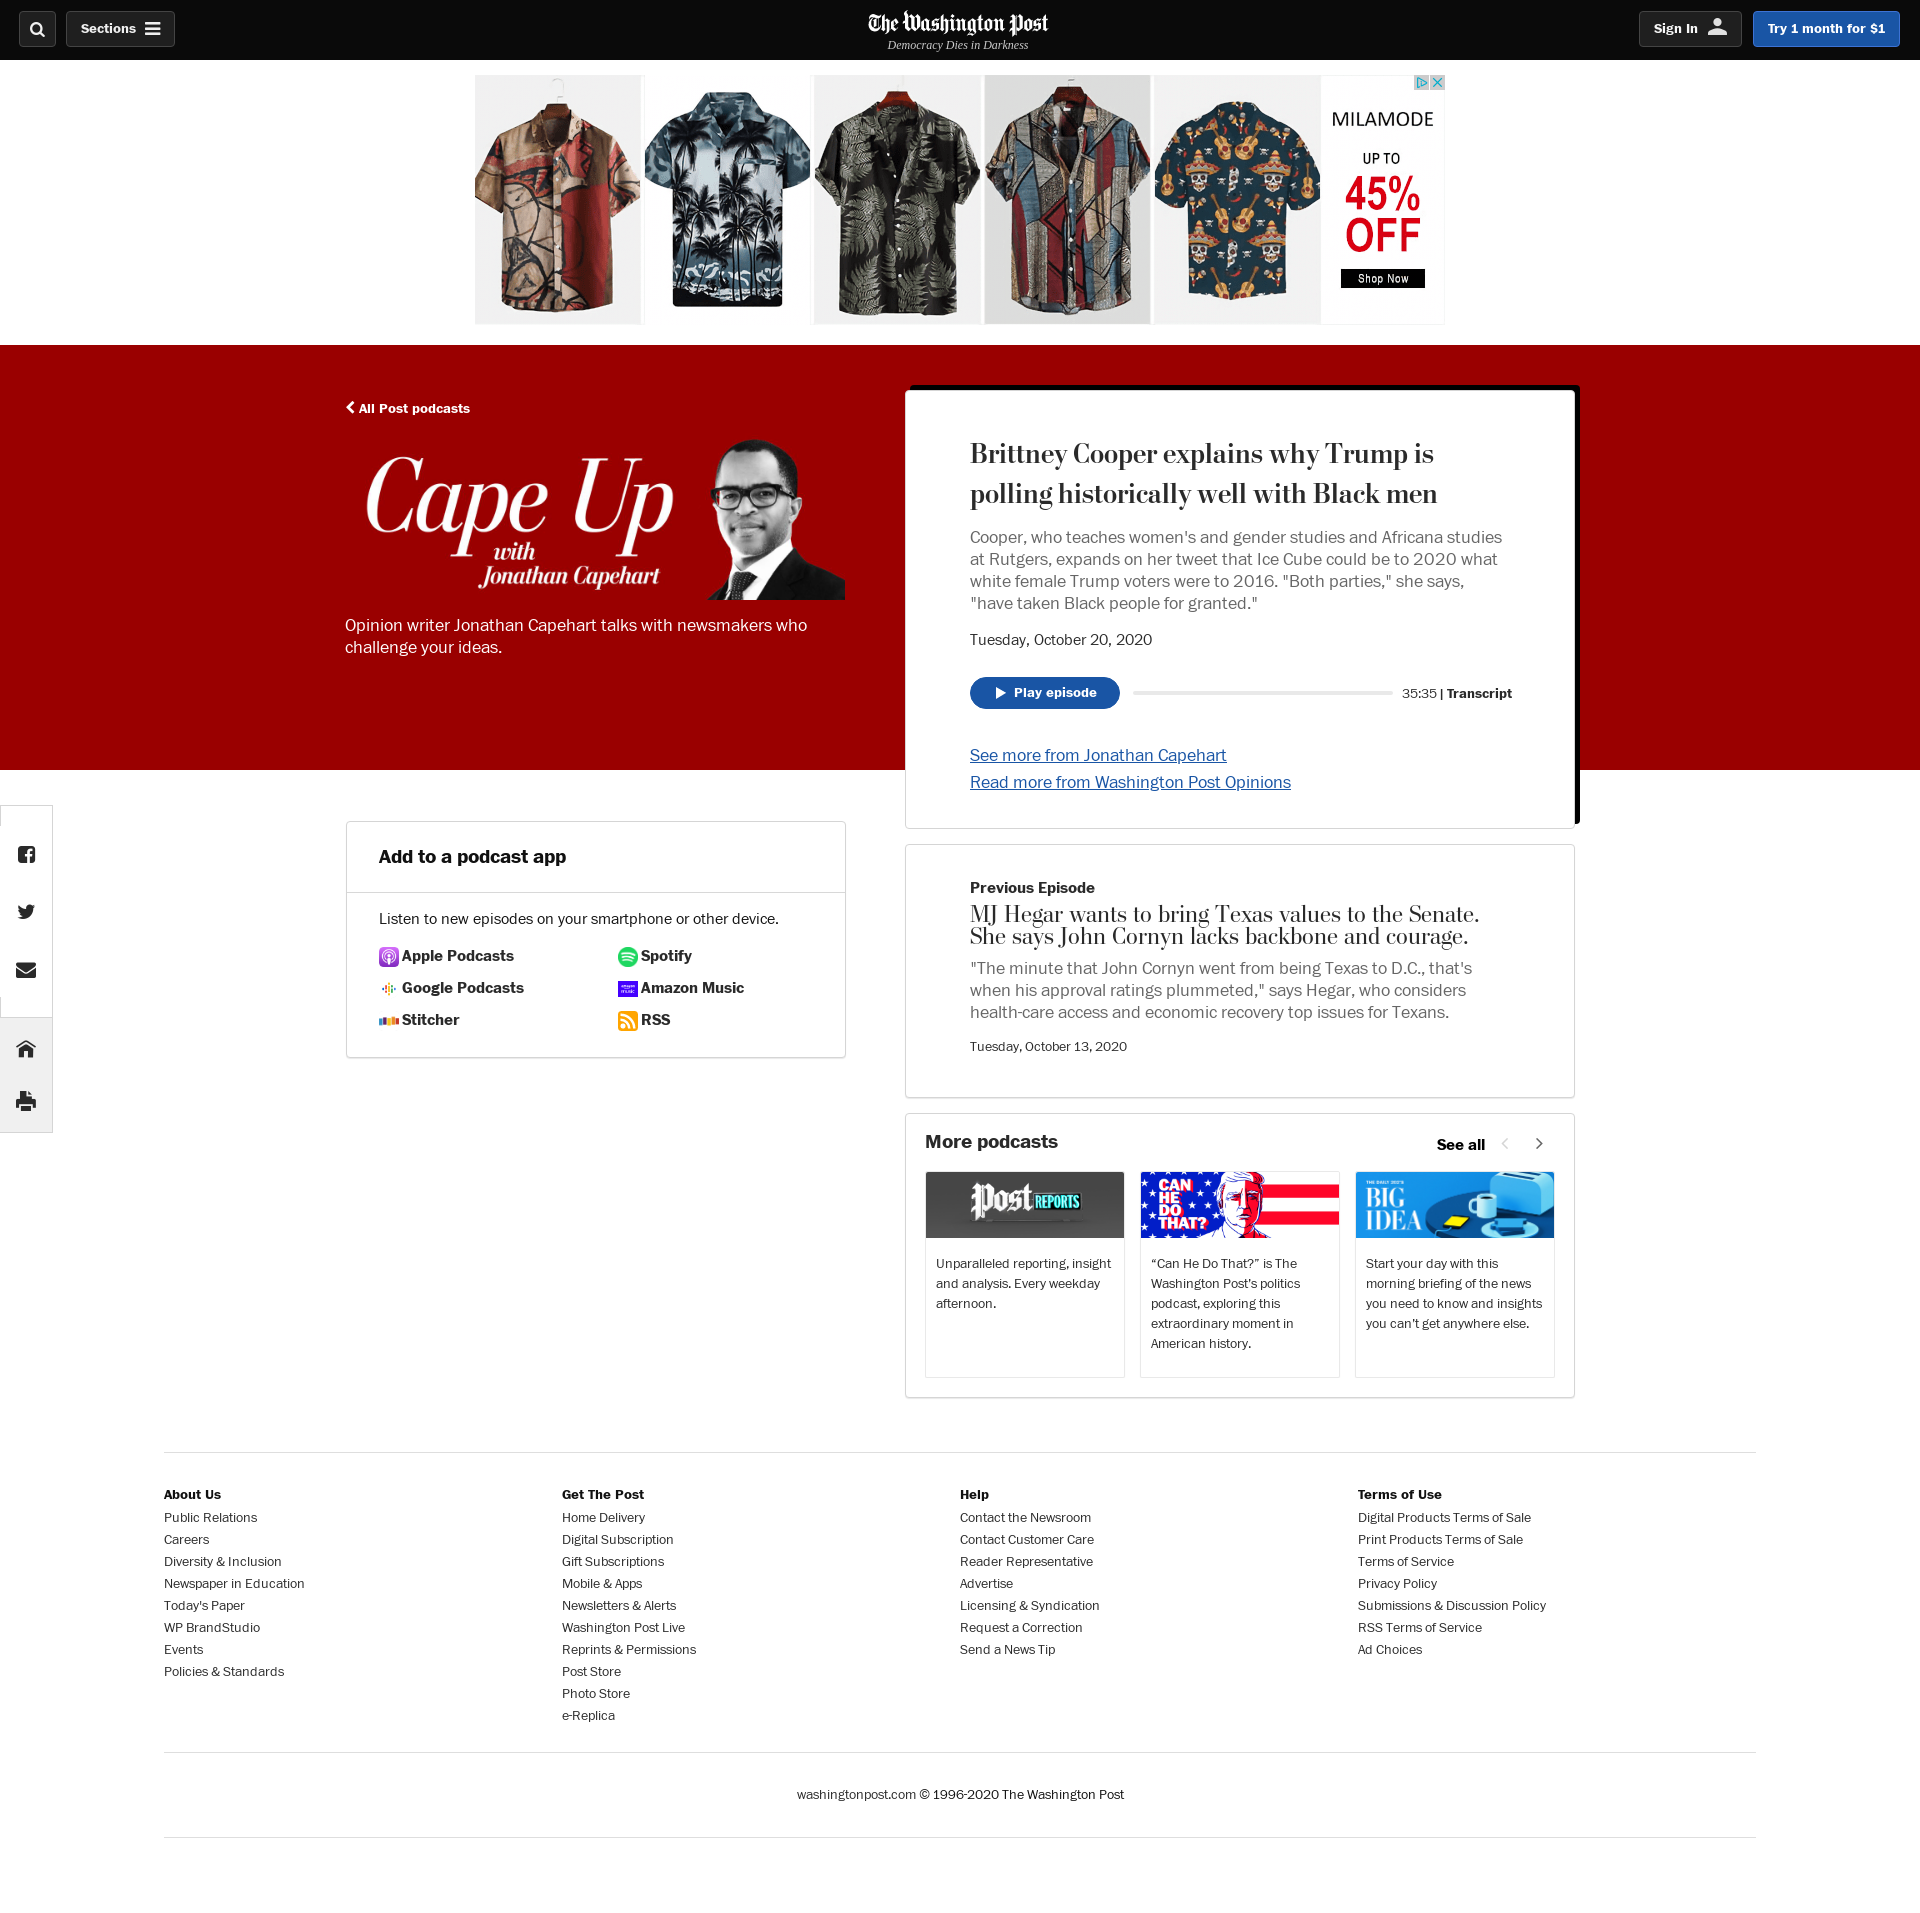 Sections
The Washington Post
Democracy Dies in Darkness
Sign In
Try 1 month for $1
MILAMODE
UP TO
45%
OFF
Shop Now
All Post podcasts
Cape Up
with
Jonathan Capehart
Opinion writer Jonathan Capehart talks with newsmakers who
challenge your ideas.
Brittney Cooper explains why Trump is
polling historically well with Black men
Cooper, who teaches women's and gender studies and Africana studies
at Rutgers, expands on her tweet that Ice Cube could be to 2020 what
white female Trump voters were to 2016. "Both parties," she says,
"have taken Black people for granted."
Tuesday, October 20, 2020
Play episode
35:35 | Transcript
See more from Jonathan Capehart
Read more from Washington Post Opinions
Add to a podcast app
Listen to new episodes on your smartphone or other device.
Apple Podcasts
Spotify
Google Podcasts
Amazon Music
Stitcher
RSS
Previous Episode
MJ Hegar wants to bring Texas values to the Senate.
She says John Cornyn lacks backbone and courage.
"The minute that John Cornyn went from being Texas to D.C., that's
when his approval ratings plummeted," says Hegar, who considers
health-care access and economic recovery top issues for Texans.
Tuesday, October 13, 2020
More podcasts
See all
Post REPORTS
Unparalleled reporting, insight
and analysis. Every weekday
afternoon.
CAN
HE
DO
THAT?
“Can He Do That?” is The
Washington Post's politics
podcast, exploring this
extraordinary moment in
American history.
THE DAILY 202'S
BIG
IDEA
Start your day with this
morning briefing of the news
you need to know and insights
you can't get anywhere else.
About Us
Public Relations
Careers
Diversity & Inclusion
Newspaper in Education
Today's Paper
WP BrandStudio
Events
Policies & Standards
Get The Post
Home Delivery
Digital Subscription
Gift Subscriptions
Mobile & Apps
Newsletters & Alerts
Washington Post Live
Reprints & Permissions
Post Store
Photo Store
e-Replica
Help
Contact the Newsroom
Contact Customer Care
Reader Representative
Advertise
Licensing & Syndication
Request a Correction
Send a News Tip
Terms of Use
Digital Products Terms of Sale
Print Products Terms of Sale
Terms of Service
Privacy Policy
Submissions & Discussion Policy
RSS Terms of Service
Ad Choices
washingtonpost.com © 1996-2020 The Washington Post